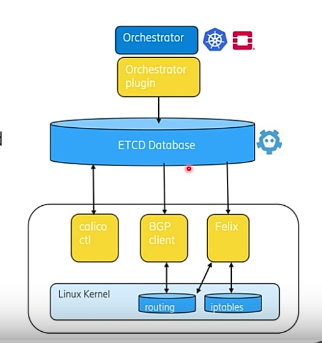 Orchestrator
Orchestrator
plugin
ETCD Database
calico
ctl
BGP
client
Felix
Linux Kernel
routing
iptables